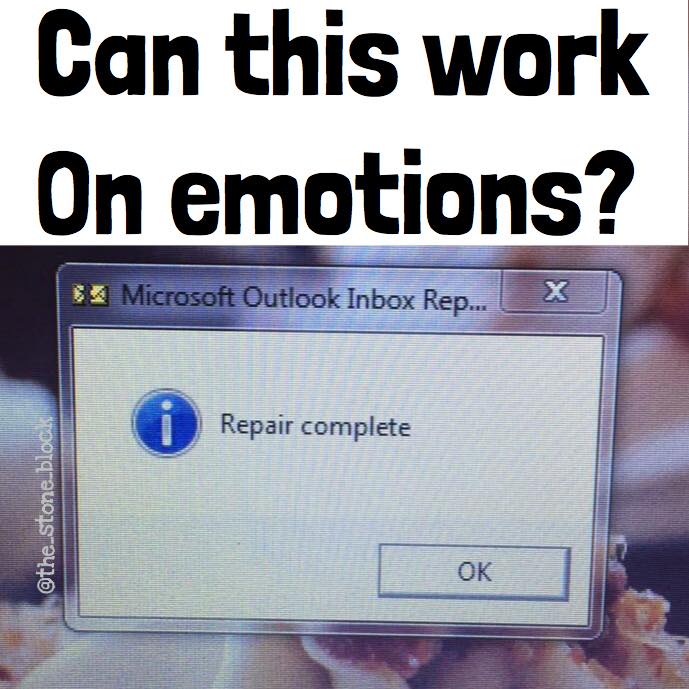 Can this work
On emotions?
Microsoft Outlook Inbox Rep...
Repair complete
OK
@the_stone_block